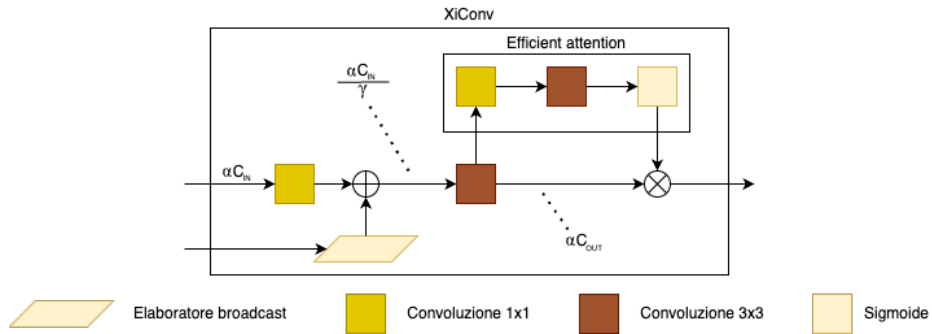 XiConv
Efficient attention
αC_IN
γ
αC_IN
αC_OUT
Elaboratore broadcast
Convoluzione 1x1
Convoluzione 3x3
Sigmoide